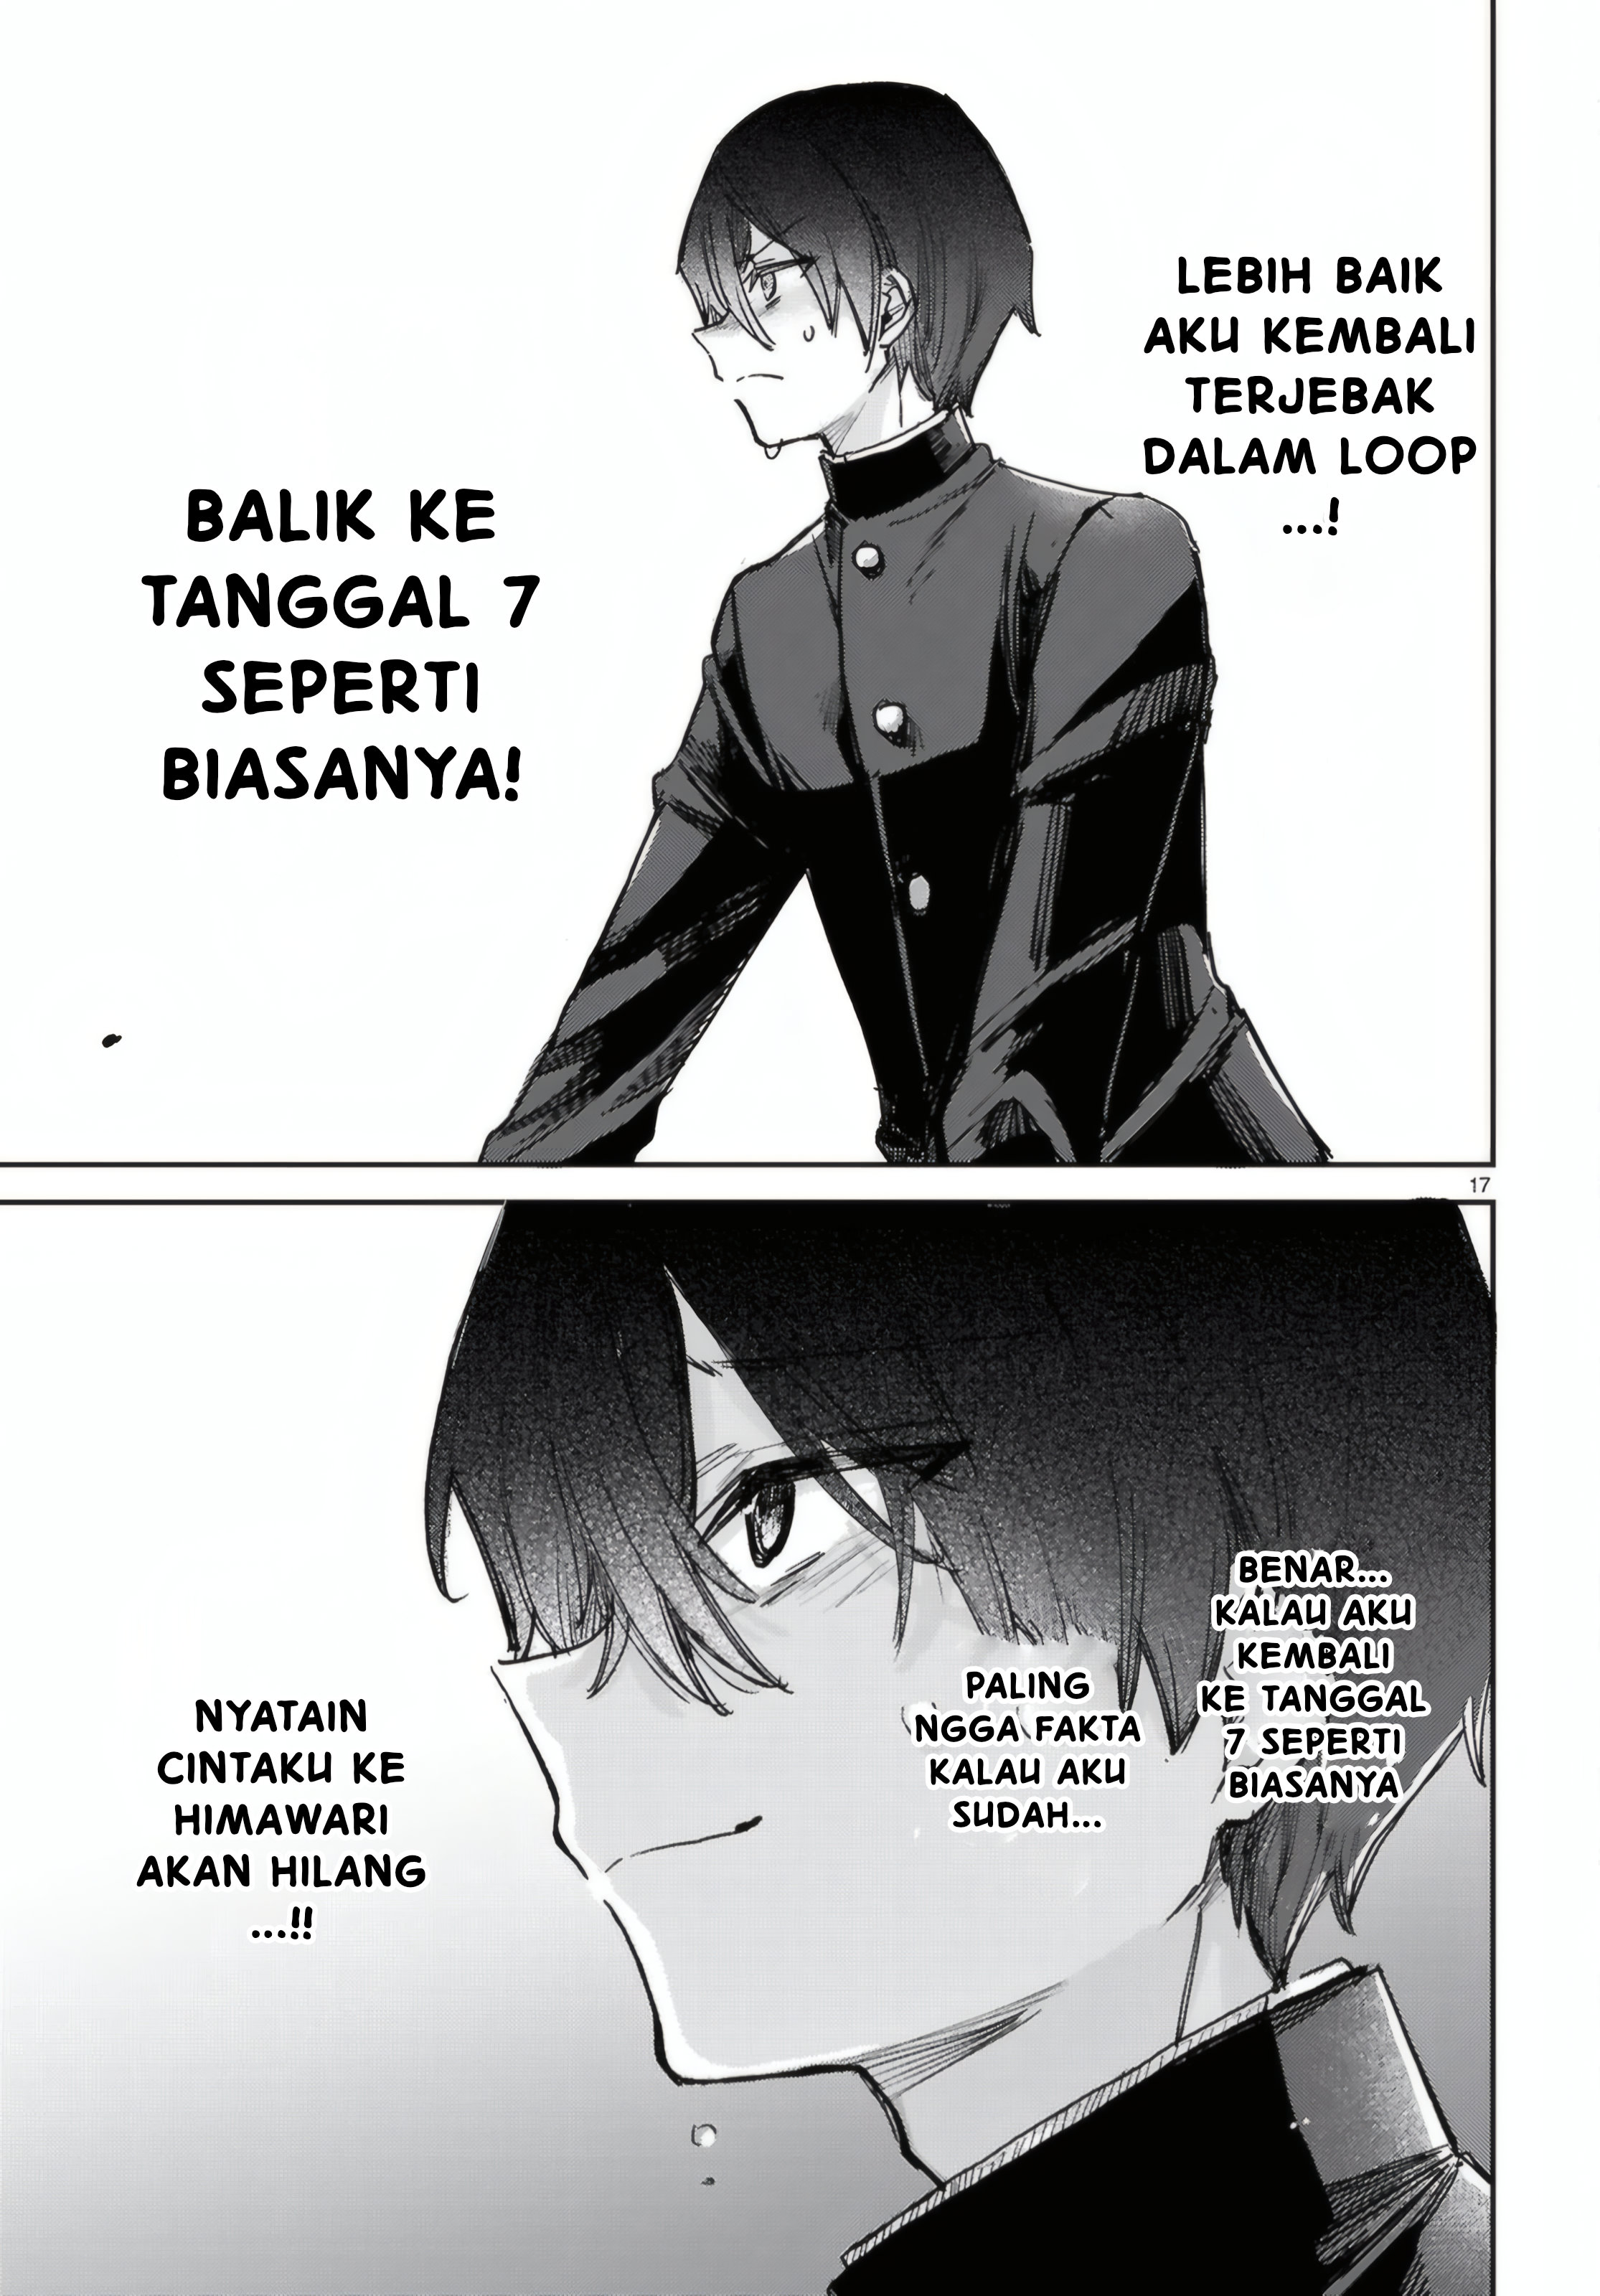 LEBIH BAIK
AKU KEMBALI
TERJEBAK
DALAM LOOP
...!
BALIK KE
TANGGAL 7
SEPERTI
BIASANYA!
17
BENAR...
KALAU AKU
KEMBALI
KE TANGGAL
7 SEPERTI
BIASANYA
PALING
NGGA FAKTA
KALAU AKU
SUDAH...
NYATAIN
CINTAKU KE
HIMAWARI
AKAN HILANG
...!!